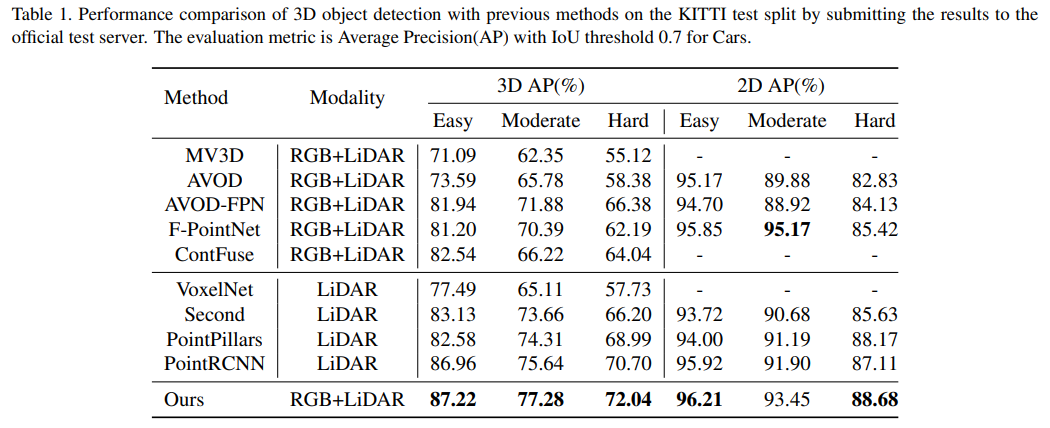 Table 1. Performance comparison of 3D object detection with previous methods on the KITTI test split by submitting the results to the
official test server. The evaluation metric is Average Precision(AP) with IoU threshold 0.7 for Cars.
Method Modality 3D AP(%) 2D AP(%)
Easy Moderate Hard Easy Moderate Hard
MV3D RGB+LiDAR 71.09 62.35 55.12 - - -
AVOD RGB+LiDAR 73.59 65.78 58.38 95.17 89.88 82.83
AVOD-FPN RGB+LiDAR 81.94 71.88 66.38 94.70 88.92 84.13
F-PointNet RGB+LiDAR 81.20 70.39 62.19 95.85 95.17 85.42
ContFuse RGB+LiDAR 82.54 66.22 64.04 - - -
VoxelNet LiDAR 77.49 65.11 57.73 - - -
Second LiDAR 83.13 73.66 66.20 93.72 90.68 85.63
PointPillars LiDAR 82.58 74.31 68.99 94.00 91.19 88.17
PointRCNN LiDAR 86.96 75.64 70.70 95.92 91.90 87.11
Ours RGB+LiDAR 87.22 77.28 72.04 96.21 93.45 88.68